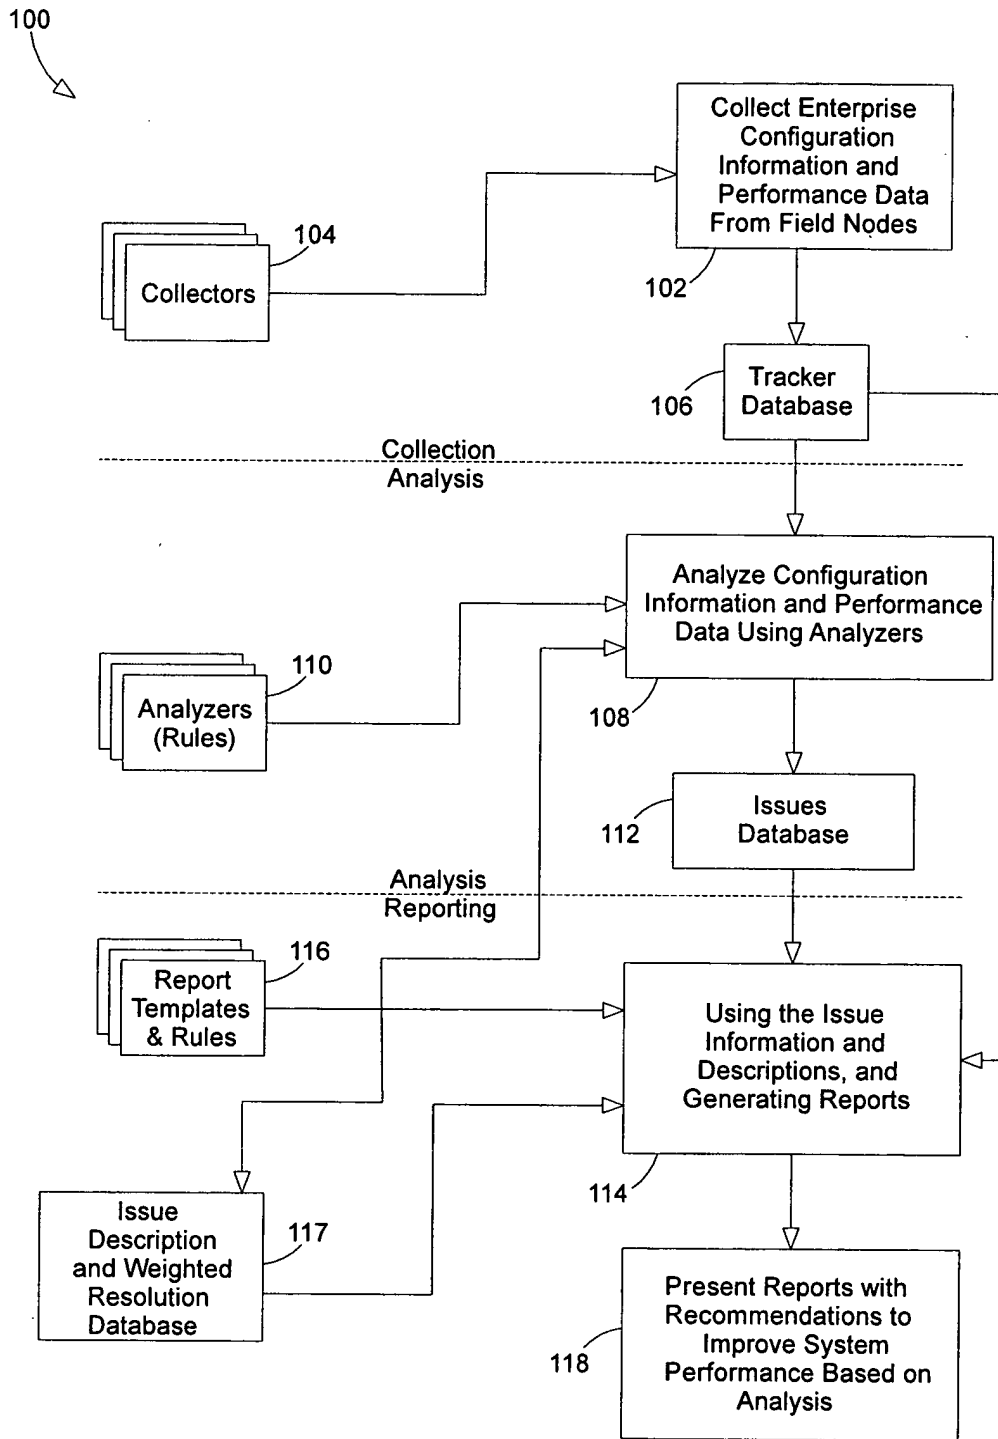 100
Collect Enterprise
Configuration
Information and
Performance Data
From Field Nodes
102
104
Collectors
Tracker
Database
106
Collection
Analysis
Analyze Configuration
Information and Performance
Data Using Analyzers
108
110
Analyzers
(Rules)
Issues
Database
112
Analysis
Reporting
116
Report
Templates
& Rules
Using the Issue
Information and
Descriptions, and
Generating Reports
114
Issue
Description
and Weighted
Resolution
Database
117
Present Reports with
Recommendations to
Improve System
Performance Based on
Analysis
118